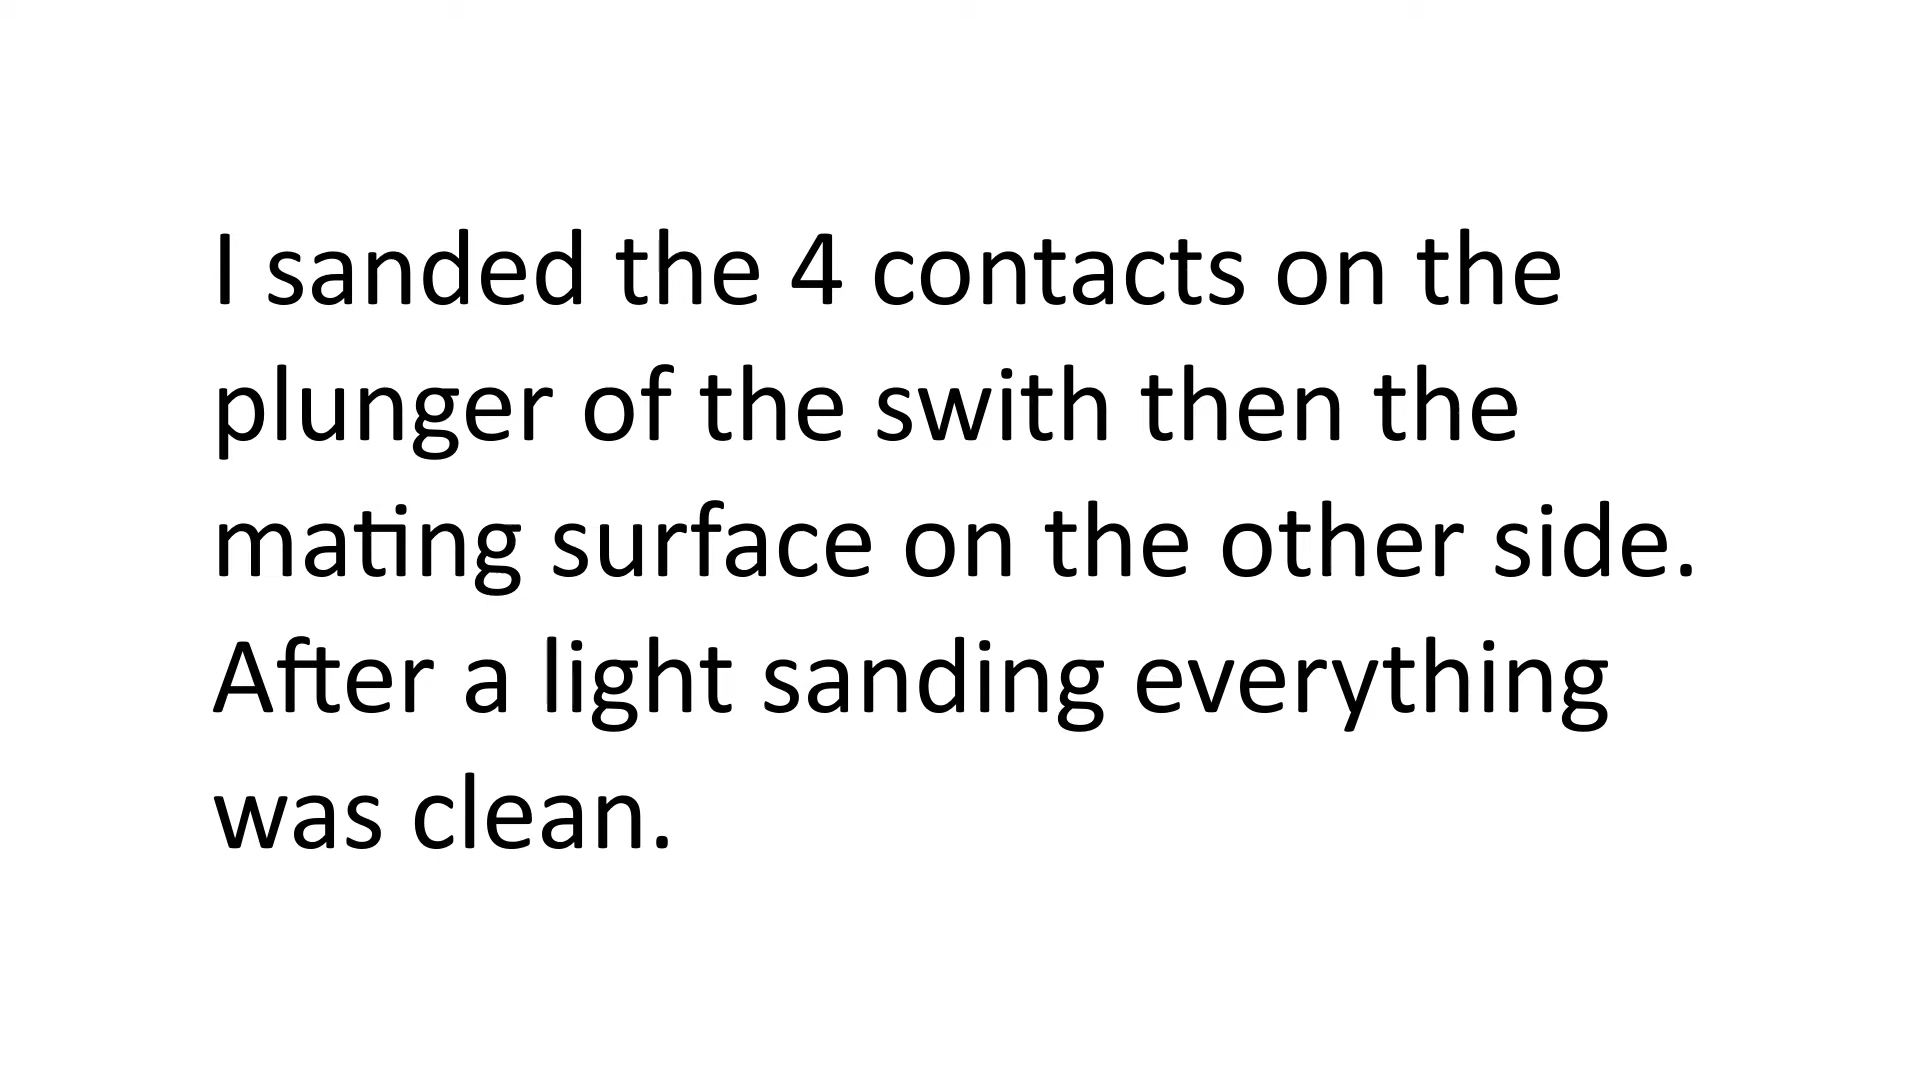 I sanded the 4 contacts on the
plunger of the swith then the
mating surface on the other side.
After a light sanding everything
was clean.